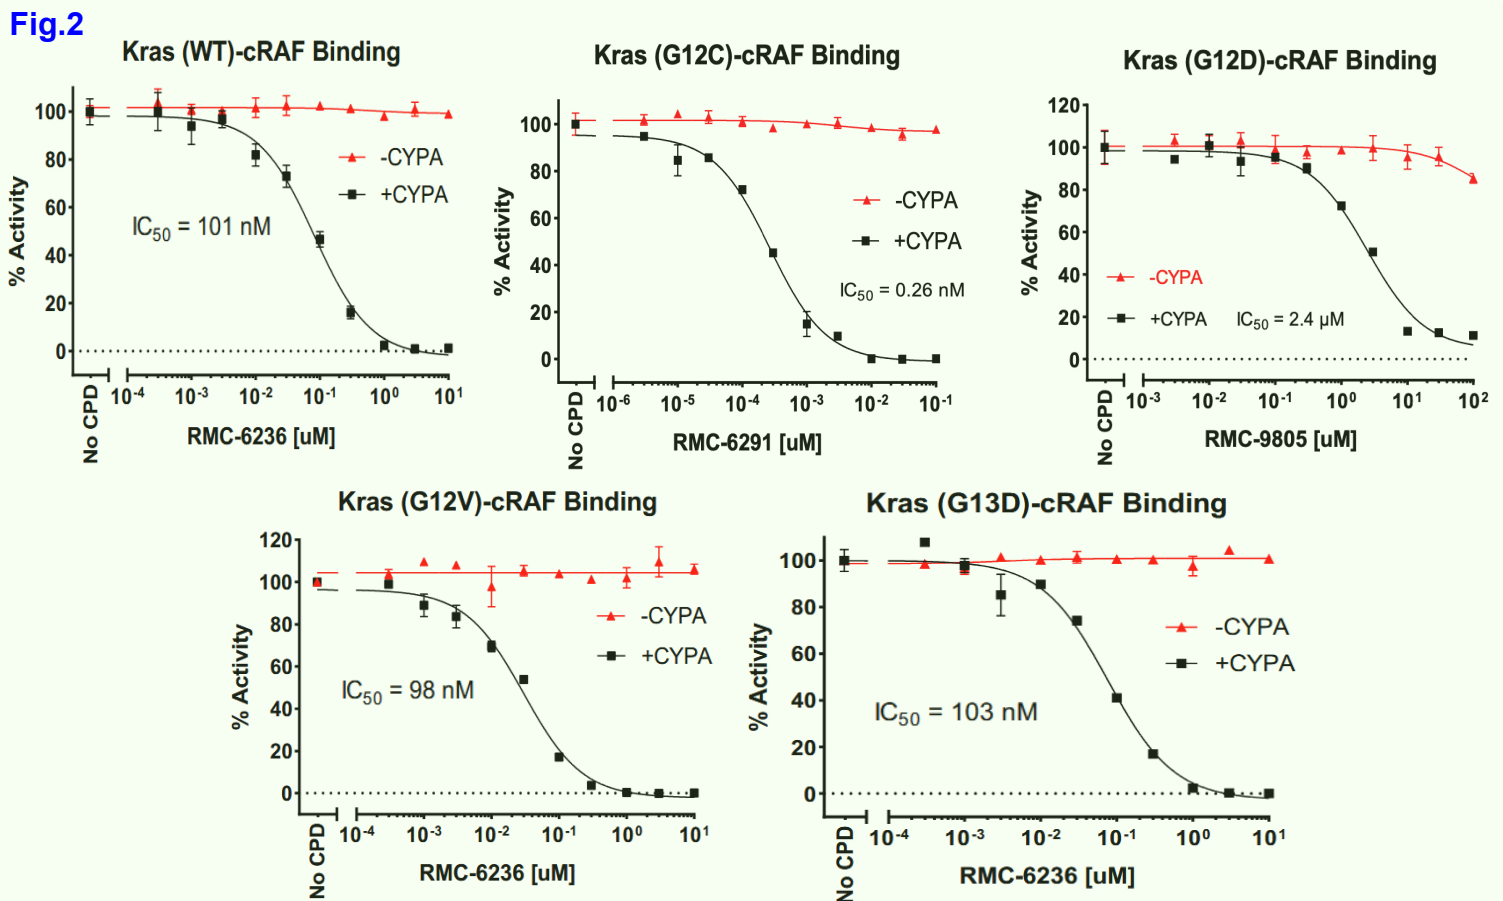 Fig.2
Kras (WT)-cRAF Binding
% Activity
100
80
60
40
20
0
-CYPA
+CYPA
IC50 = 101 nM
No CPD
10-4
10-3
10-2
10-1
100
101
RMC-6236 [uM]
Kras (G12C)-cRAF Binding
% Activity
100
80
60
40
20
0
-CYPA
+CYPA
IC50 = 0.26 nM
No CPD
10-6
10-5
10-4
10-3
10-2
10-1
RMC-6291 [uM]
Kras (G12D)-cRAF Binding
% Activity
120
100
80
60
40
20
0
-CYPA
+CYPA
IC50 = 2.4 µM
No CPD
10-3
10-2
10-1
100
101
102
RMC-9805 [uM]
Kras (G12V)-cRAF Binding
% Activity
120
100
80
60
40
20
0
-CYPA
+CYPA
IC50 = 98 nM
No CPD
10-4
10-3
10-2
10-1
100
101
RMC-6236 [uM]
Kras (G13D)-cRAF Binding
% Activity
100
80
60
40
20
0
-CYPA
+CYPA
IC50 = 103 nM
No CPD
10-4
10-3
10-2
10-1
100
101
RMC-6236 [uM]